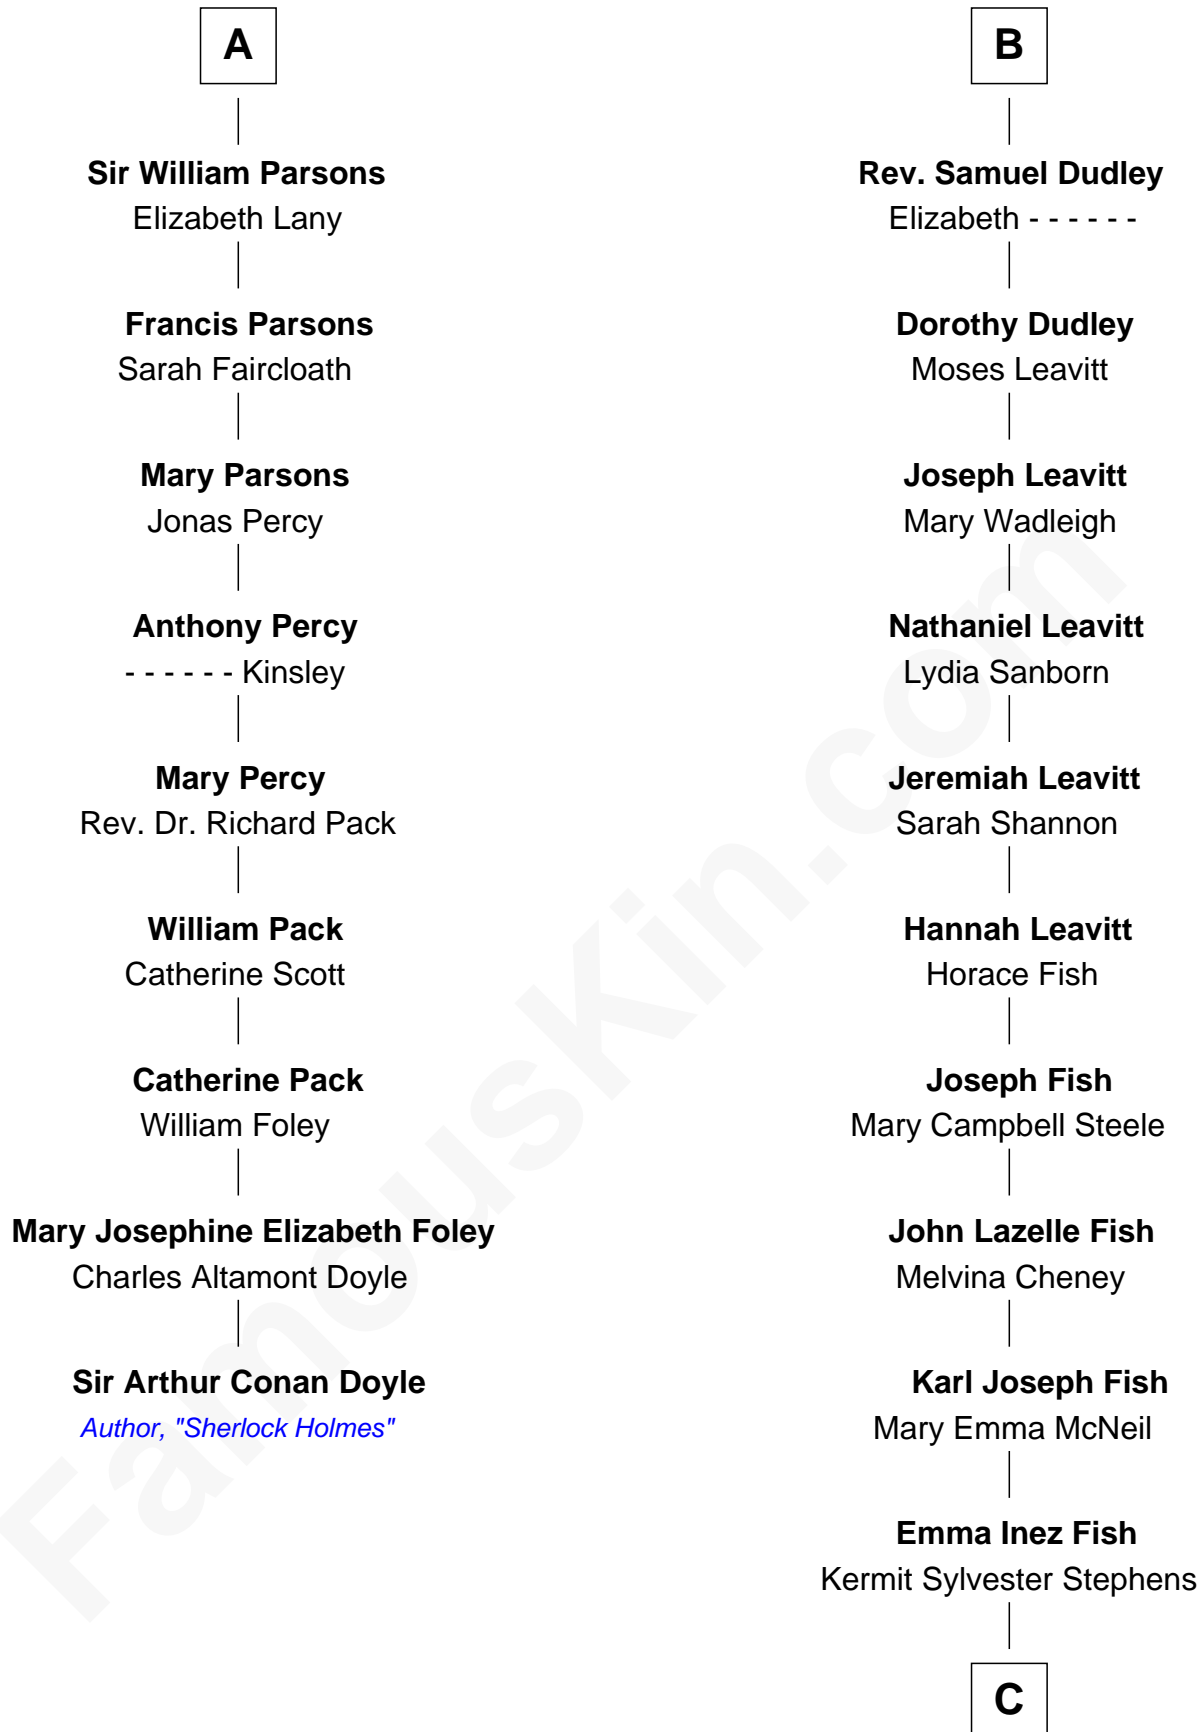 A
Sir William Parsons
Elizabeth Lany
Francis Parsons
Sarah Faircloath
Mary Parsons
Jonas Percy
Anthony Percy
- - - - - - Kinsley
Mary Percy
Rev. Dr. Richard Pack
William Pack
Catherine Scott
Catherine Pack
William Foley
Mary Josephine Elizabeth Foley
Charles Altamont Doyle
Sir Arthur Conan Doyle
Author, "Sherlock Holmes"
B
Rev. Samuel Dudley
Elizabeth - - - - - -
Dorothy Dudley
Moses Leavitt
Joseph Leavitt
Mary Wadleigh
Nathaniel Leavitt
Lydia Sanborn
Jeremiah Leavitt
Sarah Shannon
Hannah Leavitt
Horace Fish
Joseph Fish
Mary Campbell Steele
John Lazelle Fish
Melvina Cheney
Karl Joseph Fish
Mary Emma McNeil
Emma Inez Fish
Kermit Sylvester Stephens
C
FamousKin.com